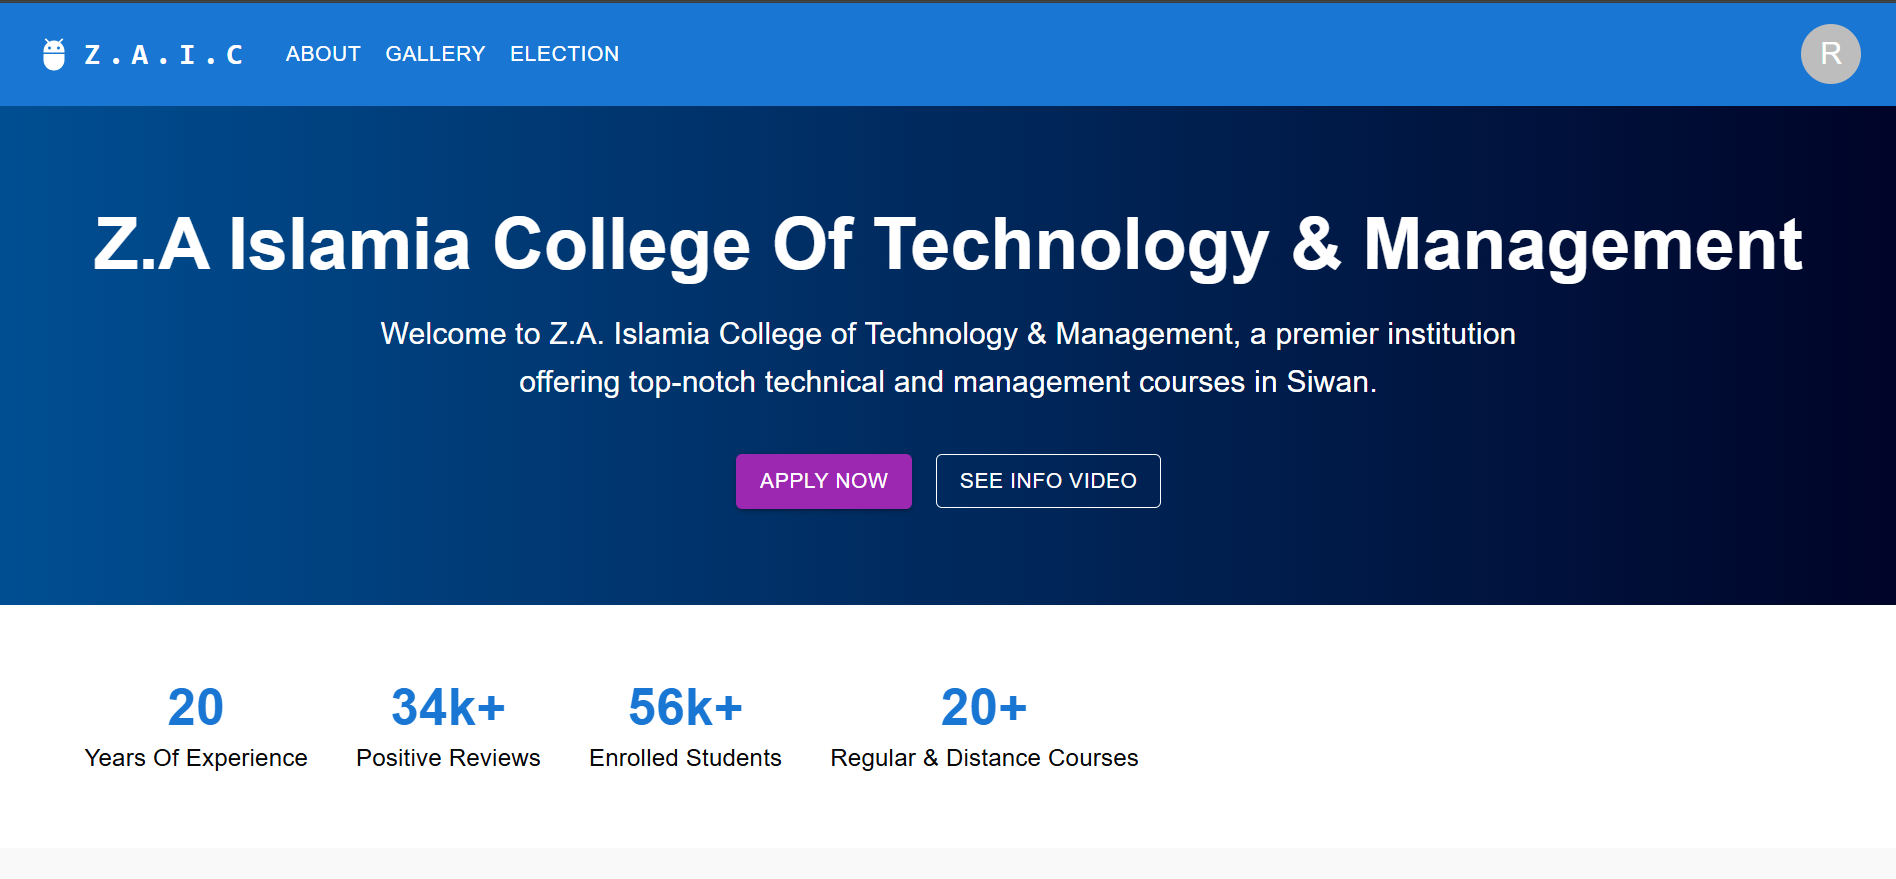 Z.A.I.C ABOUT GALLERY ELECTION R
Z.A Islamia College Of Technology & Management
Welcome to Z.A. Islamia College of Technology & Management, a premier institution
offering top-notch technical and management courses in Siwan.
APPLY NOW SEE INFO VIDEO
20 34k+ 56k+ 20+
Years Of Experience Positive Reviews Enrolled Students Regular & Distance Courses